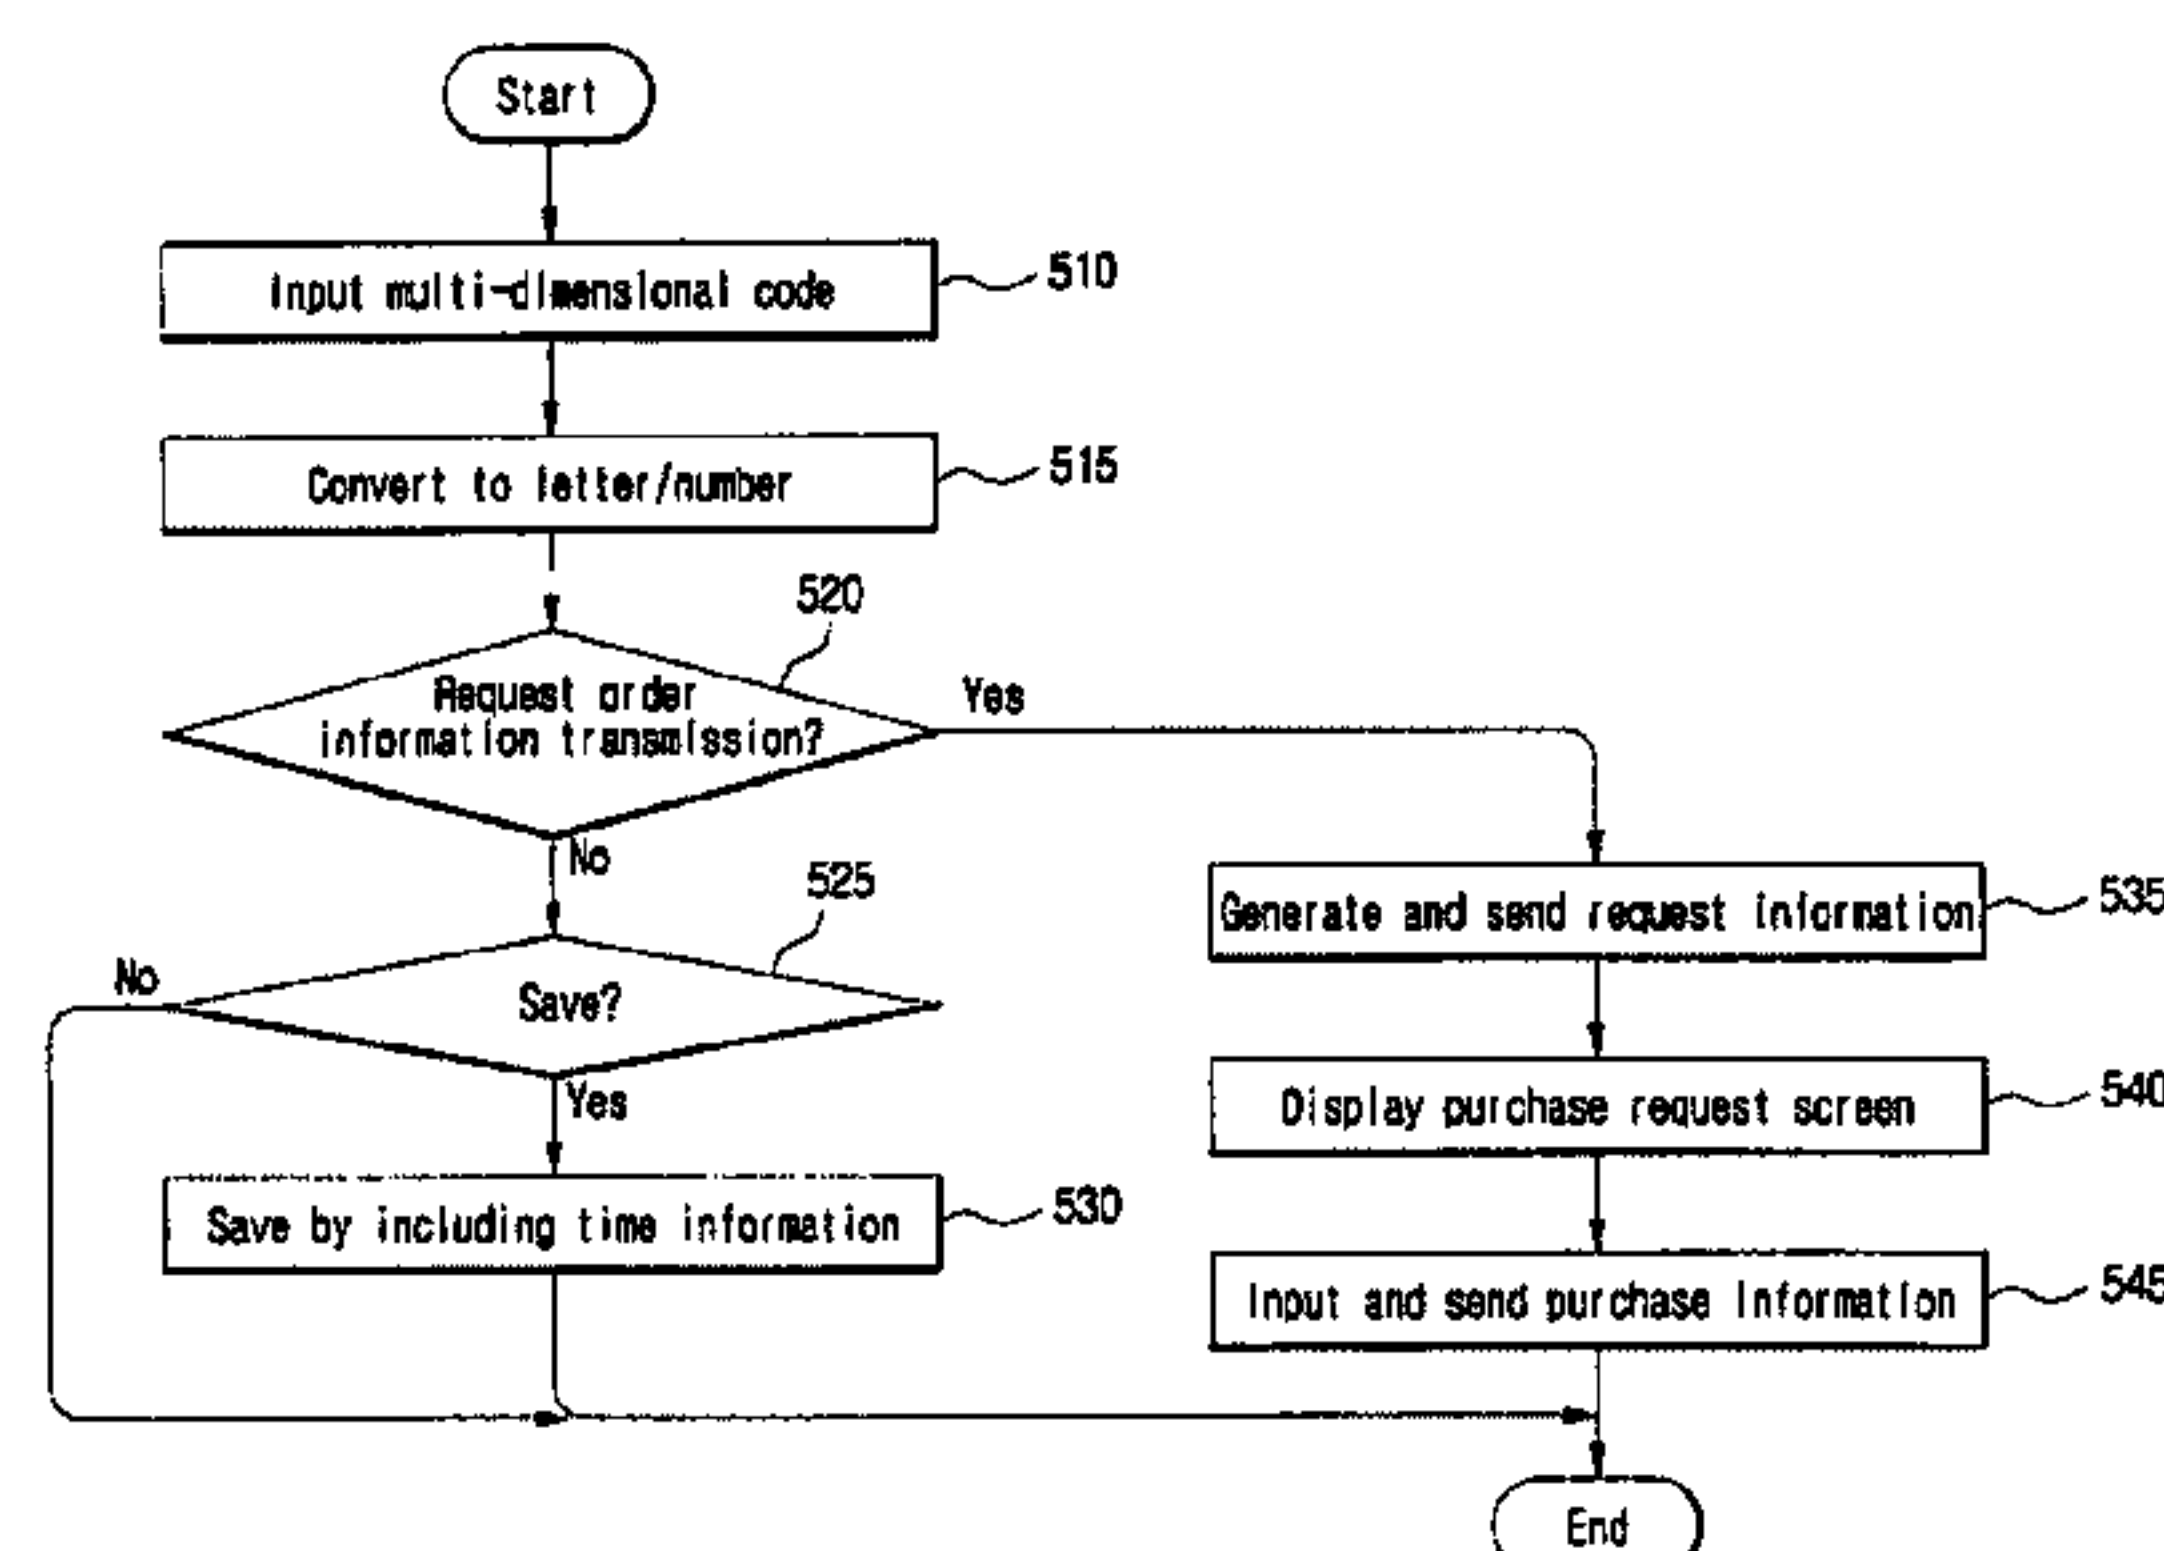 Start
Input multi-dimensional code
510
Convert to letter/number
515
520
Request order
information transmission?
Yes
No
525
Save?
No
Yes
Save by including time information
530
Generate and send request information
535
Display purchase request screen
540
Input and send purchase information
545
End